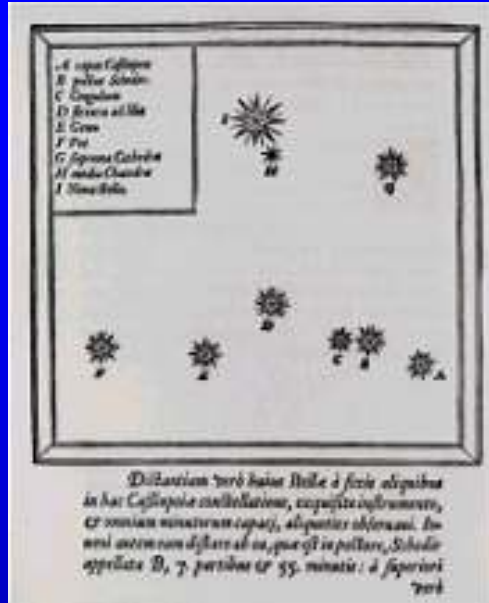 A caput Cassiopeæ
B pectus Schedir.
C Cingulum
D flexura ad Ilia
E Genu
F Pes
G suprema Cathedræ
H media Chatedræ
I Noua stella.
I
H
G
D
F
E
C
B
A
Distantiam verò huius stellæ à fixis aliquibus
in hac Cassiopeiæ constellatione, exquisito instrumento,
& omnium minutorum capaci, aliquoties obseruaui. In-
ueni autem eam distare ab ea, quæ est in pectore, Schedir
appellata B, 7. partibus & 55. minutis: à superiori
verò